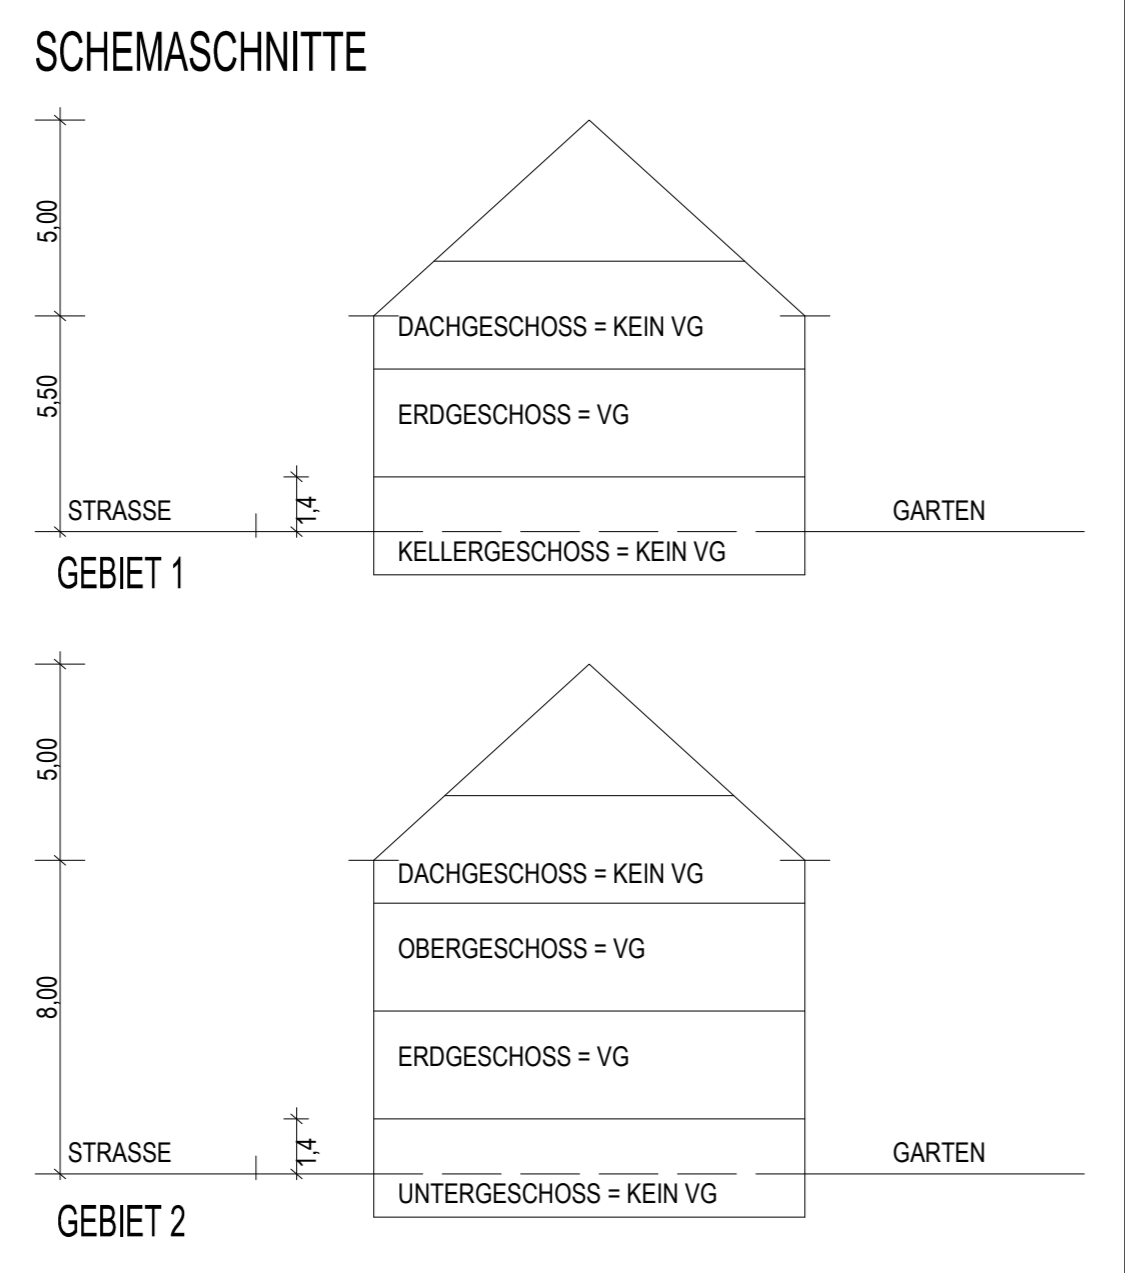 SCHEMASCHNITTE
5,00
DACHGESCHOSS = KEIN VG
5,50
ERDGESCHOSS = VG
1,4
STRASSE
GARTEN
KELLERGESCHOSS = KEIN VG
GEBIET 1
5,00
DACHGESCHOSS = KEIN VG
OBERGESCHOSS = VG
8,00
ERDGESCHOSS = VG
1,4
STRASSE
GARTEN
UNTERGESCHOSS = KEIN VG
GEBIET 2